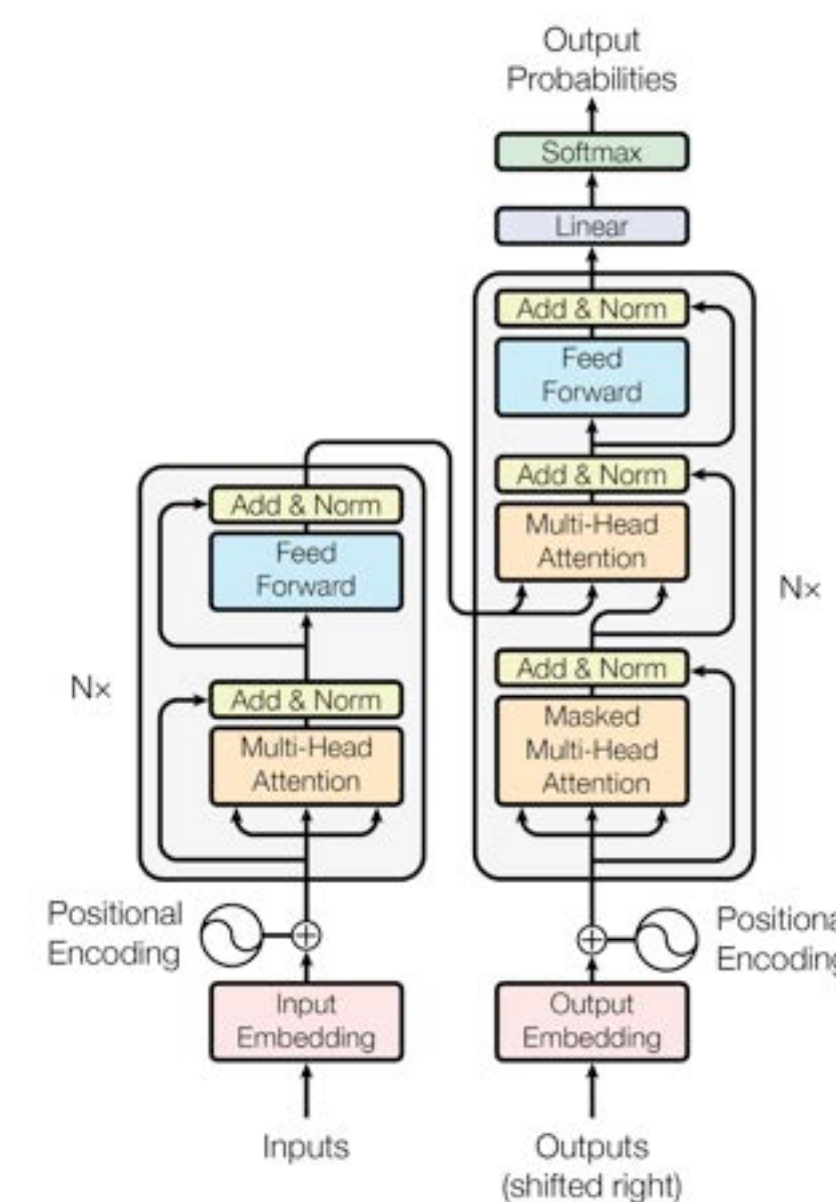 Output
Probabilities
Softmax
Linear
Add & Norm
Feed
Forward
Add & Norm
Multi-Head
Attention
Add & Norm
Masked
Multi-Head
Attention
Nx
Add & Norm
Feed
Forward
Add & Norm
Multi-Head
Attention
Nx
Positional
Encoding
Input
Embedding
Inputs
Positiona
Encoding
Output
Embedding
Outputs
(shifted right)